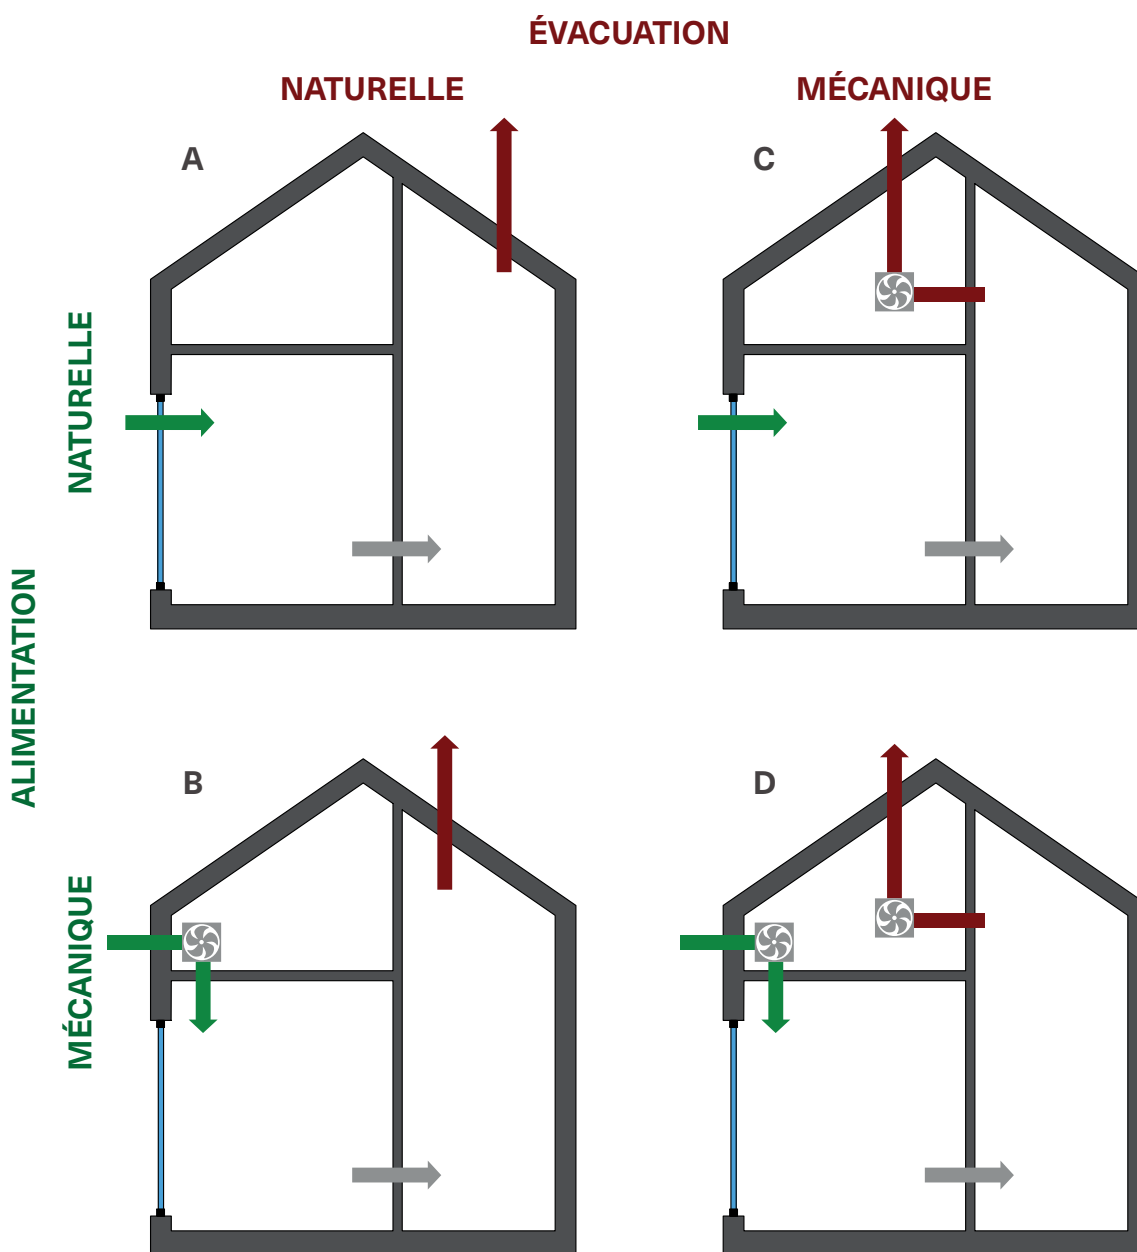 ÉVACUATION
NATURELLE
MÉCANIQUE
A
C
NATURELLE
ALIMENTATION
B
D
MÉCANIQUE